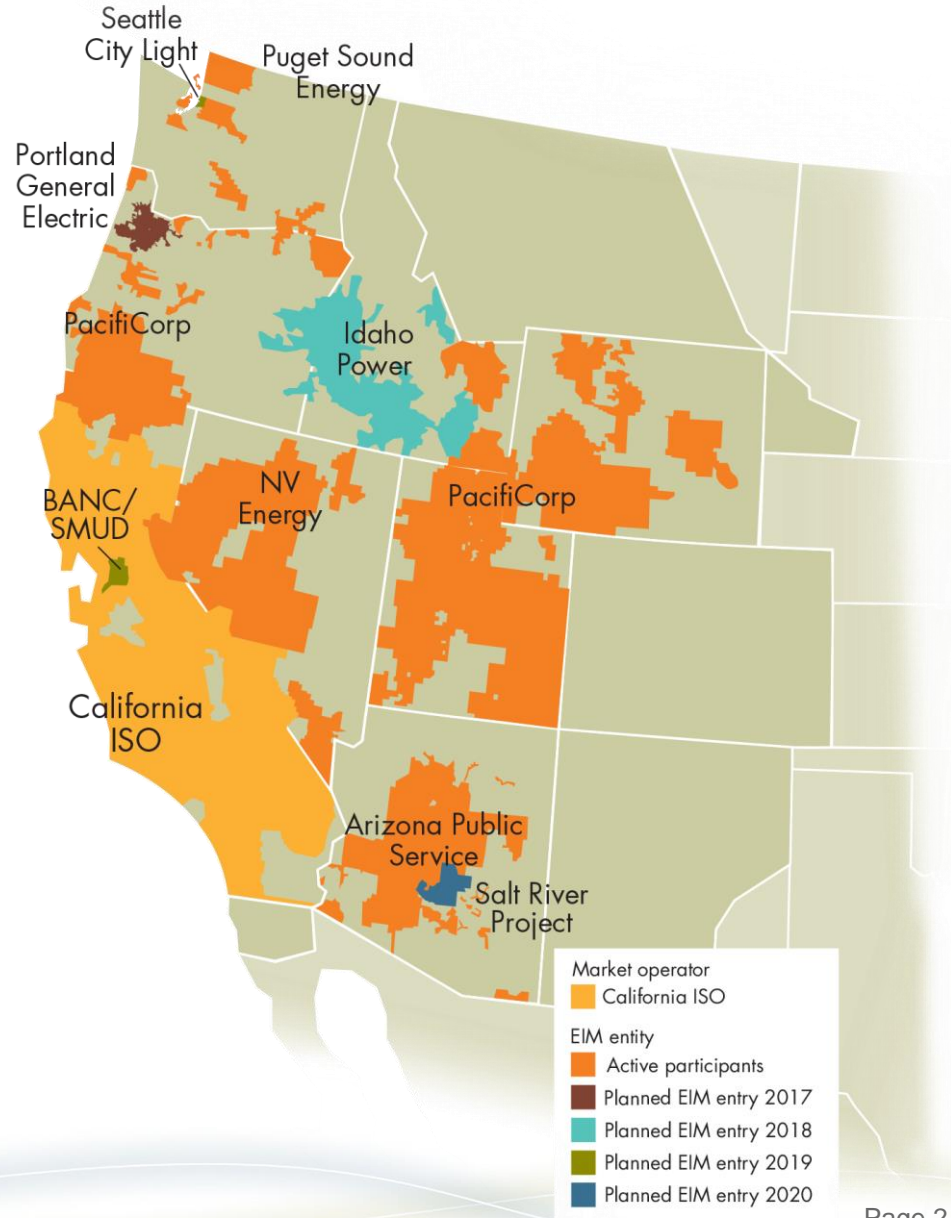 Seattle
City Light
Puget Sound
Energy
Portland
General
Electric
PacifiCorp
Idaho
Power
NV
Energy
PacifiCorp
BANC/
SMUD
California
ISO
Arizona Public
Service
Salt River
Project
Market operator
California ISO
EIM entity
Active participants
Planned EIM entry 2017
Planned EIM entry 2018
Planned EIM entry 2019
Planned EIM entry 2020
Page 2